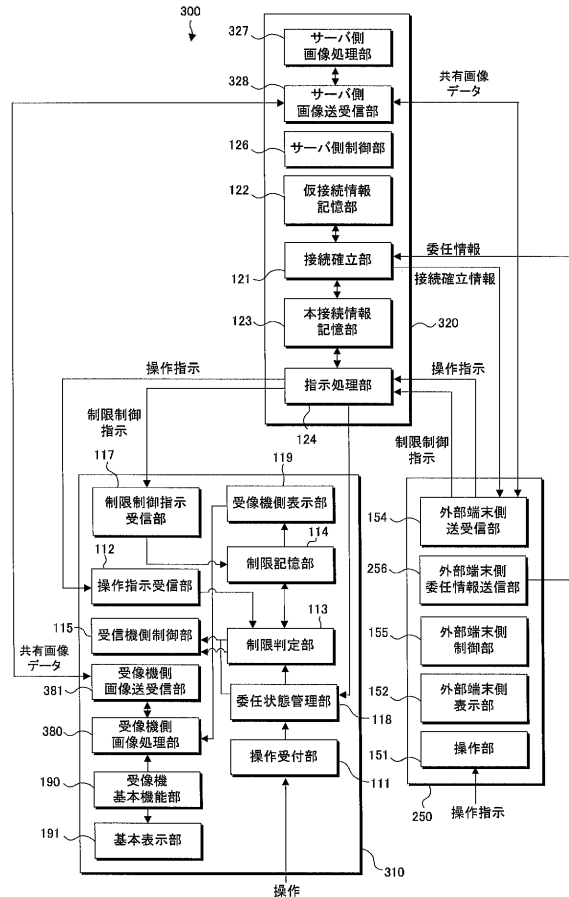 300
327
サーバ側
画像処理部
328
サーバ側
画像送受信部
共有画像
データ
126
サーバ側制御部
122
仮接続情報
記憶部
委任情報
接続確立部
121
接続確立情報
本接続情報
記憶部
123
320
操作指示
指示処理部
124
操作指示
制限制御
指示
制限制御
指示
117
制限制御指示
受信部
119
受像機側表示部
114
制限記憶部
112
操作指示受信部
113
制限判定部
115
受信機側制御部
共有画像
データ
受像機側
画像送受信部
381
委任状態管理部
118
380
受像機側
画像処理部
操作受付部
111
190
受像機
基本機能部
191
基本表示部
310
操作
154
外部端末側
送受信部
256
外部端末側
委任情報送信部
155
外部端末側
制御部
152
外部端末側
表示部
151
操作部
250
操作指示